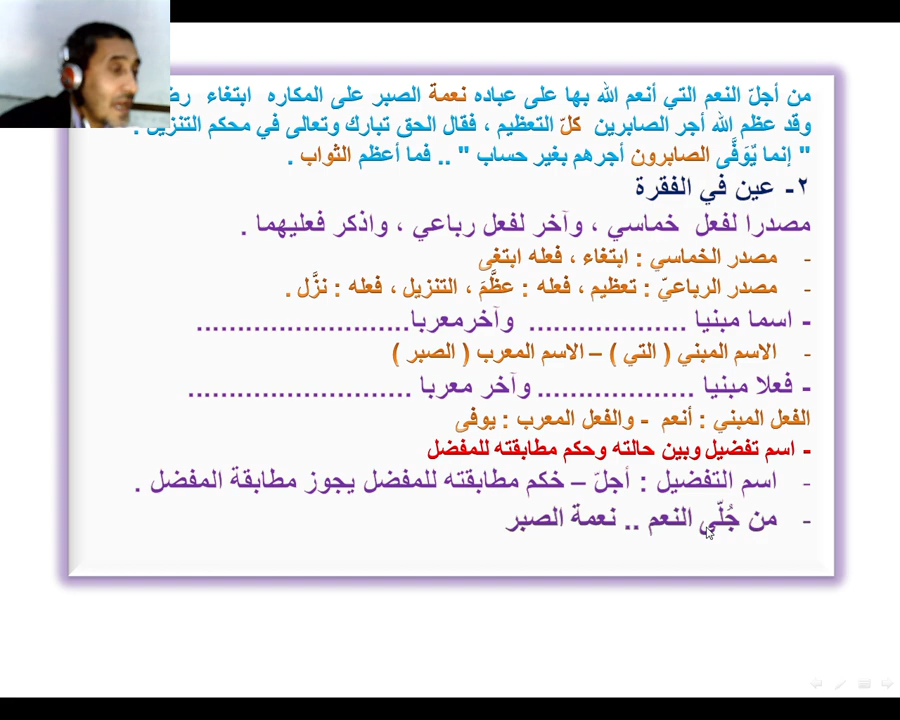 من أجلّ النعم التي أنعم الله بها على عباده نعمة الصبر على المكاره ابتغاء
وقد عظم الله أجر الصابرين كلّ التعظيم ، فقال الحق تبارك وتعالى في محكم التنزيل :
" إنما يُوَفَّى الصابرون أجرهم بغير حساب " .. فما أعظم الثواب .
٢- عين في الفقرة
مصدرا لفعل خماسي ، وآخر لفعل رباعي ، واذكر فعليهما .
- مصدر الخماسي : ابتغاء ، فعله ابتغى
- مصدر الرباعيّ : تعظيم ، فعله : عظَّمَ ، التنزيل ، فعله : نزَّل .
- اسما مبنيا ................... وآخرمعربا..........................
- الاسم المبني ( التي ) – الاسم المعرب ( الصبر )
- فعلا مبنيا ................... وآخر معربا ...........................
الفعل المبني : أنعم - والفعل المعرب : يوفى
- اسم تفضيل وبين حالته وحكم مطابقته للمفضل
- اسم التفضيل : أجلّ – خكم مطابقته للمفضل يجوز مطابقة المفضل .
- من جُلّي النعم .. نعمة الصبر